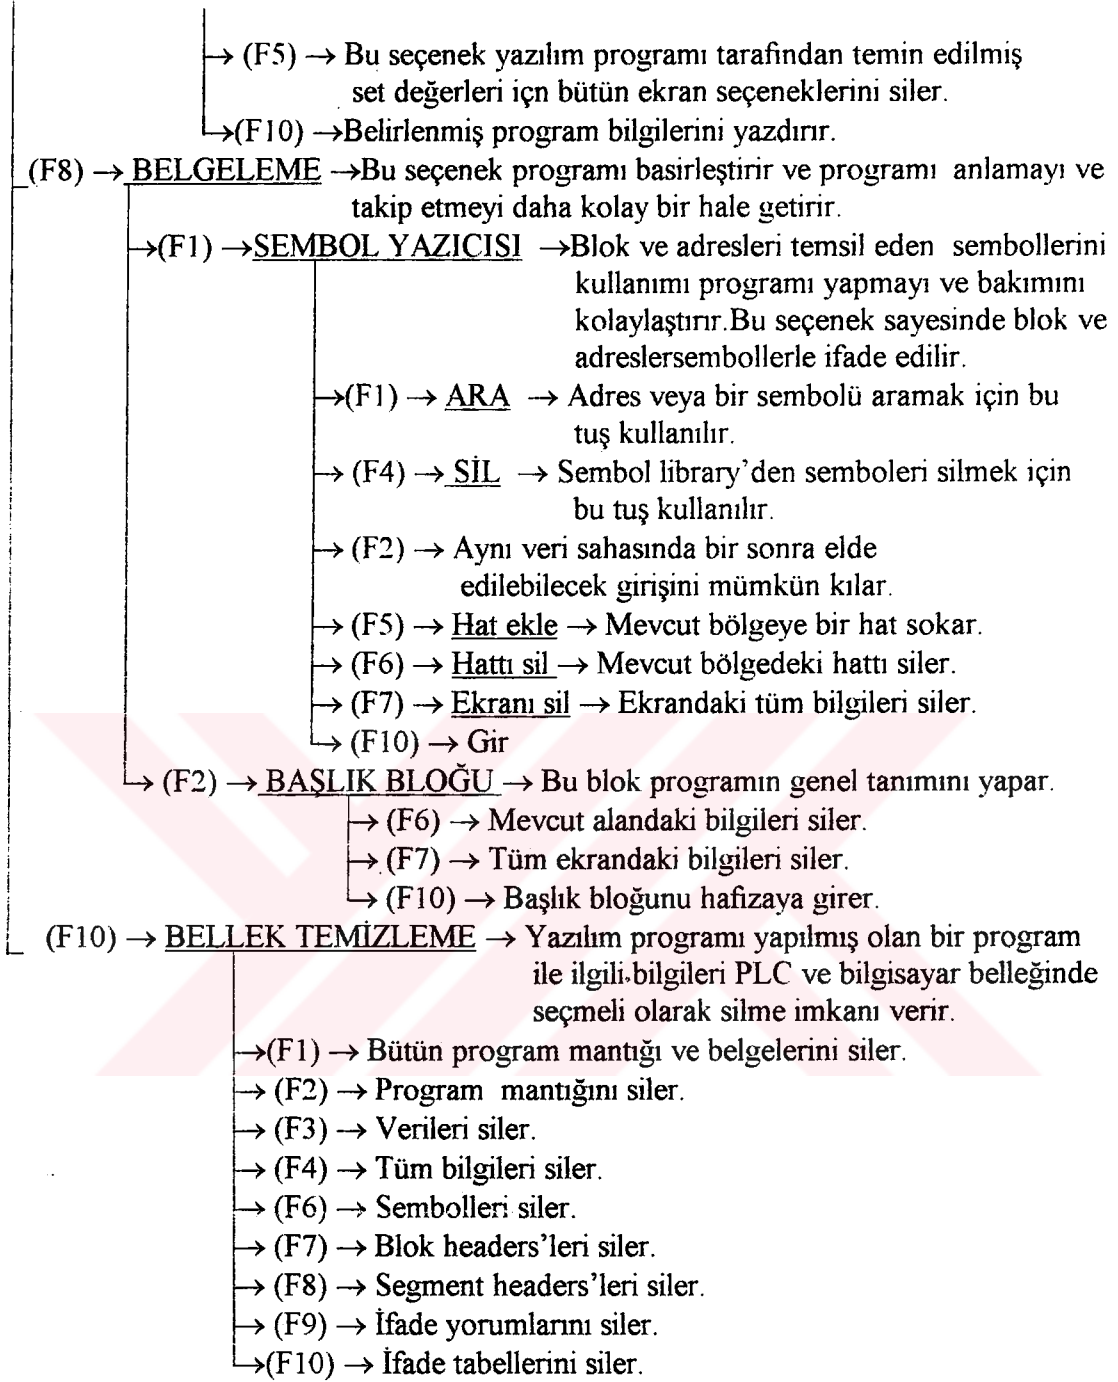 → (F5) → Bu seçenek yazılım programı tarafından temin edilmiş
set değerleri içn bütün ekran seçeneklerini siler.
→(F10) →Belirlenmiş program bilgilerini yazdırır.
(F8) → BELGELEME →Bu seçenek programı basirleştirir ve programı anlamayı ve
takip etmeyi daha kolay bir hale getirir.
→(F1) →SEMBOL YAZICISI →Blok ve adresleri temsil eden sembollerini
kullanımı programı yapmayı ve bakımını
kolaylaştırır.Bu seçenek sayesinde blok ve
adreslersembollerle ifade edilir.
→(F1) → ARA → Adres veya bir sembolü aramak için bu
tuş kullanılır.
→ (F4) → SİL → Sembol library'den semboleri silmek için
bu tuş kullanılır.
→ (F2) → Aynı veri sahasında bir sonra elde
edilebilecek girişini mümkün kılar.
→ (F5) → Hat ekle → Mevcut bölgeye bir hat sokar.
→ (F6) → Hattı sil → Mevcut bölgedeki hattı siler.
→ (F7) → Ekranı sil → Ekrandaki tüm bilgileri siler.
→ (F10) → Gir
→ (F2) → BAŞLIK BLOĞU → Bu blok programın genel tanımını yapar.
→ (F6) → Mevcut alandaki bilgileri siler.
→ (F7) → Tüm ekrandaki bilgileri siler.
→ (F10) → Başlık bloğunu hafızaya girer.
(F10) → BELLEK TEMİZLEME → Yazılım programı yapılmış olan bir program
ile ilgili bilgileri PLC ve bilgisayar belleğinde
seçmeli olarak silme imkanı verir.
→(F1) → Bütün program mantığı ve belgelerini siler.
→ (F2) → Program mantığını siler.
→ (F3) → Verileri siler.
→ (F4) → Tüm bilgileri siler.
→ (F6) → Sembolleri siler.
→ (F7) → Blok headers'leri siler.
→ (F8) → Segment headers'leri siler.
→ (F9) → İfade yorumlarını siler.
→(F10) → İfade tabellerini siler.